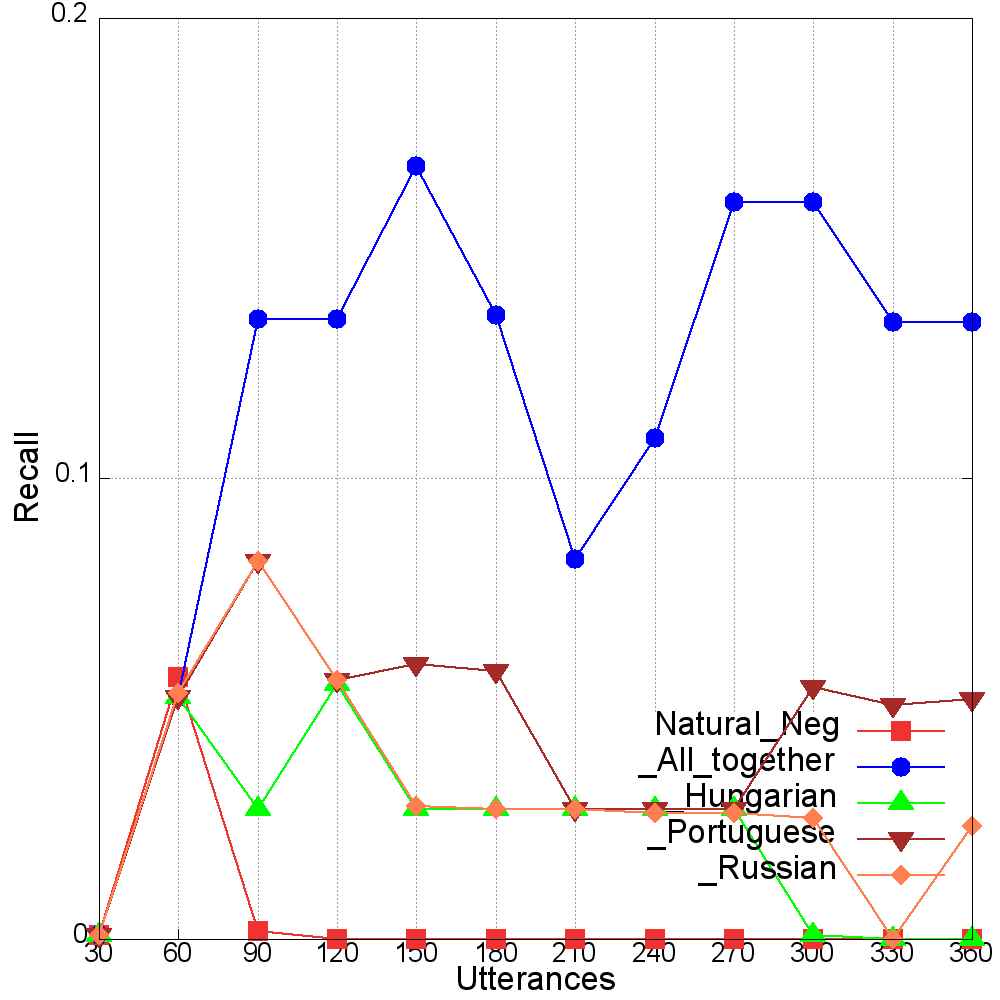 0.2
0.1
0
Recall
Natural_Neg
_All_together
_Hungarian
_Portuguese
_Russian
30 60 90 120 150 180 210 240 270 300 330 360
Utterances